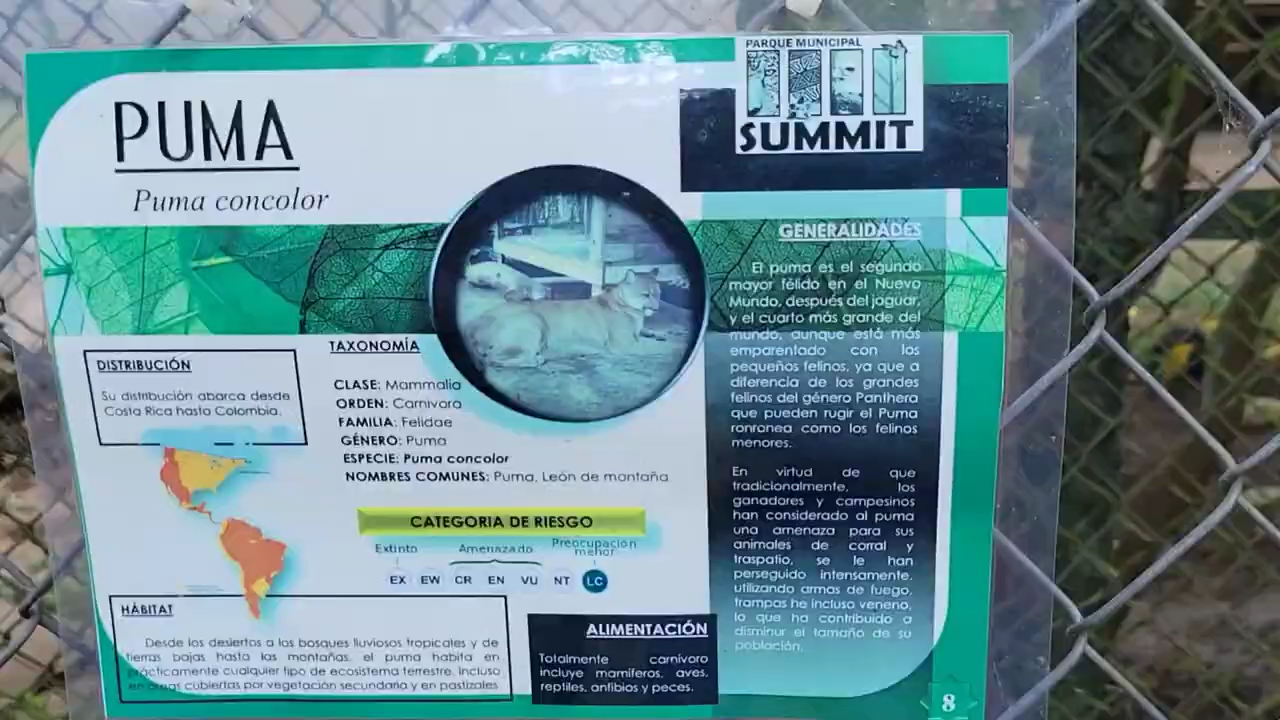 PARQUE MUNICIPAL
SUMMIT
PUMA
Puma concolor
DISTRIBUCIÓN
Su distribución abarca desde
Costa Rica hasta Colombia.
TAXONOMÍA
CLASE: Mammalia
ORDEN: Carnivora
FAMILIA: Felidae
GÉNERO: Puma
ESPECIE: Puma concolor
NOMBRES COMUNES: Puma, León de montaña
CATEGORIA DE RIESGO
Extinto Amenazado Preocupación
menor
EX EW CR EN VU NT LC
HÁBITAT
Desde los desiertos a los bosques lluviosos tropicales y de
tierras bajas hasta las montañas, el puma habita en
prácticamente cualquier tipo de ecosistema terrestre, incluso
en áreas cubiertas por vegetación secundaria y en pastizales
ALIMENTACIÓN
Totalmente carnívoro
incluye mamíferos, aves,
reptiles, anfibios y peces.
GENERALIDADES
El puma es el segundo
mayor félido en el Nuevo
Mundo, después del jaguar,
y el cuarto más grande del
mundo, aunque está más
emparentado con los
pequeños felinos, ya que a
diferencia de los grandes
felinos del género Panthera
que pueden rugir el Puma
ronronea como los felinos
menores.
En virtud de que
tradicionalmente, los
ganaderos y campesinos
han considerado al puma
una amenaza para sus
animales de corral y
traspatio, se le han
perseguido intensamente,
utilizando armas de fuego,
trampas he incluso veneno,
lo que ha contribuido a
disminur el tamaño de su
población.
8